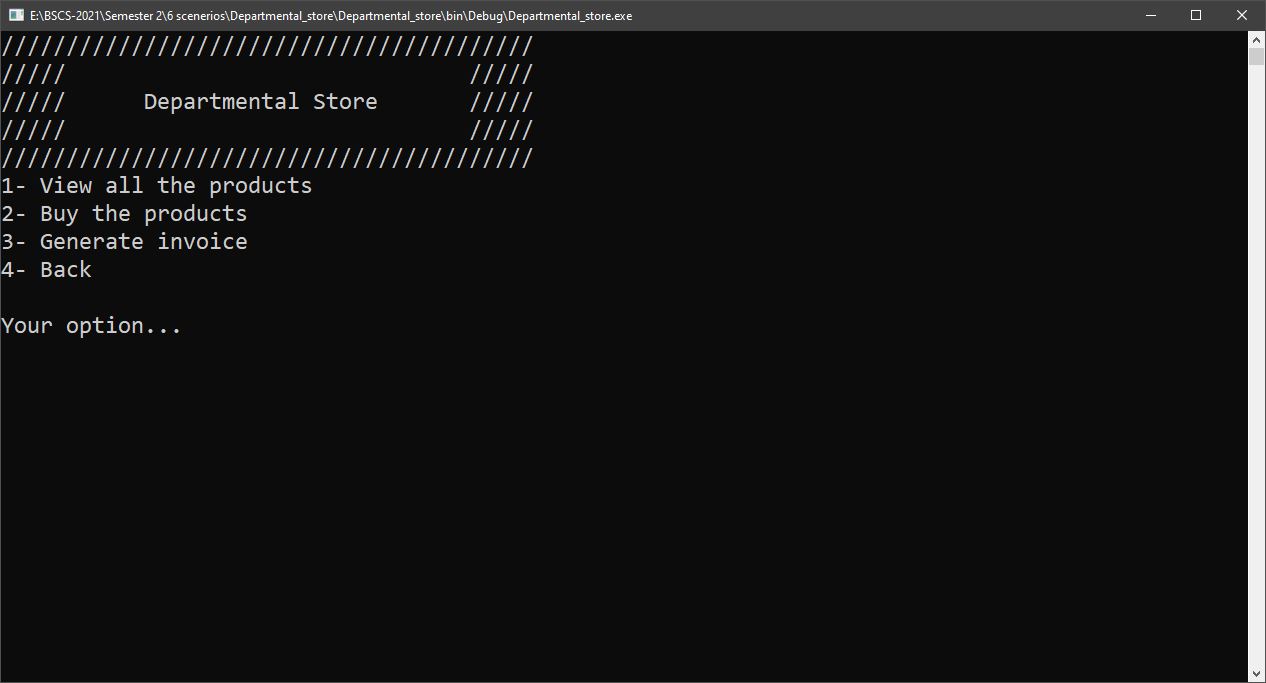 E:\BSCS-2021\Semester 2\6 scenerios\Departmental_store\Departmental_store\bin\Debug\Departmental_store.exe
/////////////////////////////////////////
/////                               /////
/////      Departmental Store       /////
/////                               /////
/////////////////////////////////////////
1- View all the products
2- Buy the products
3- Generate invoice
4- Back
Your option...